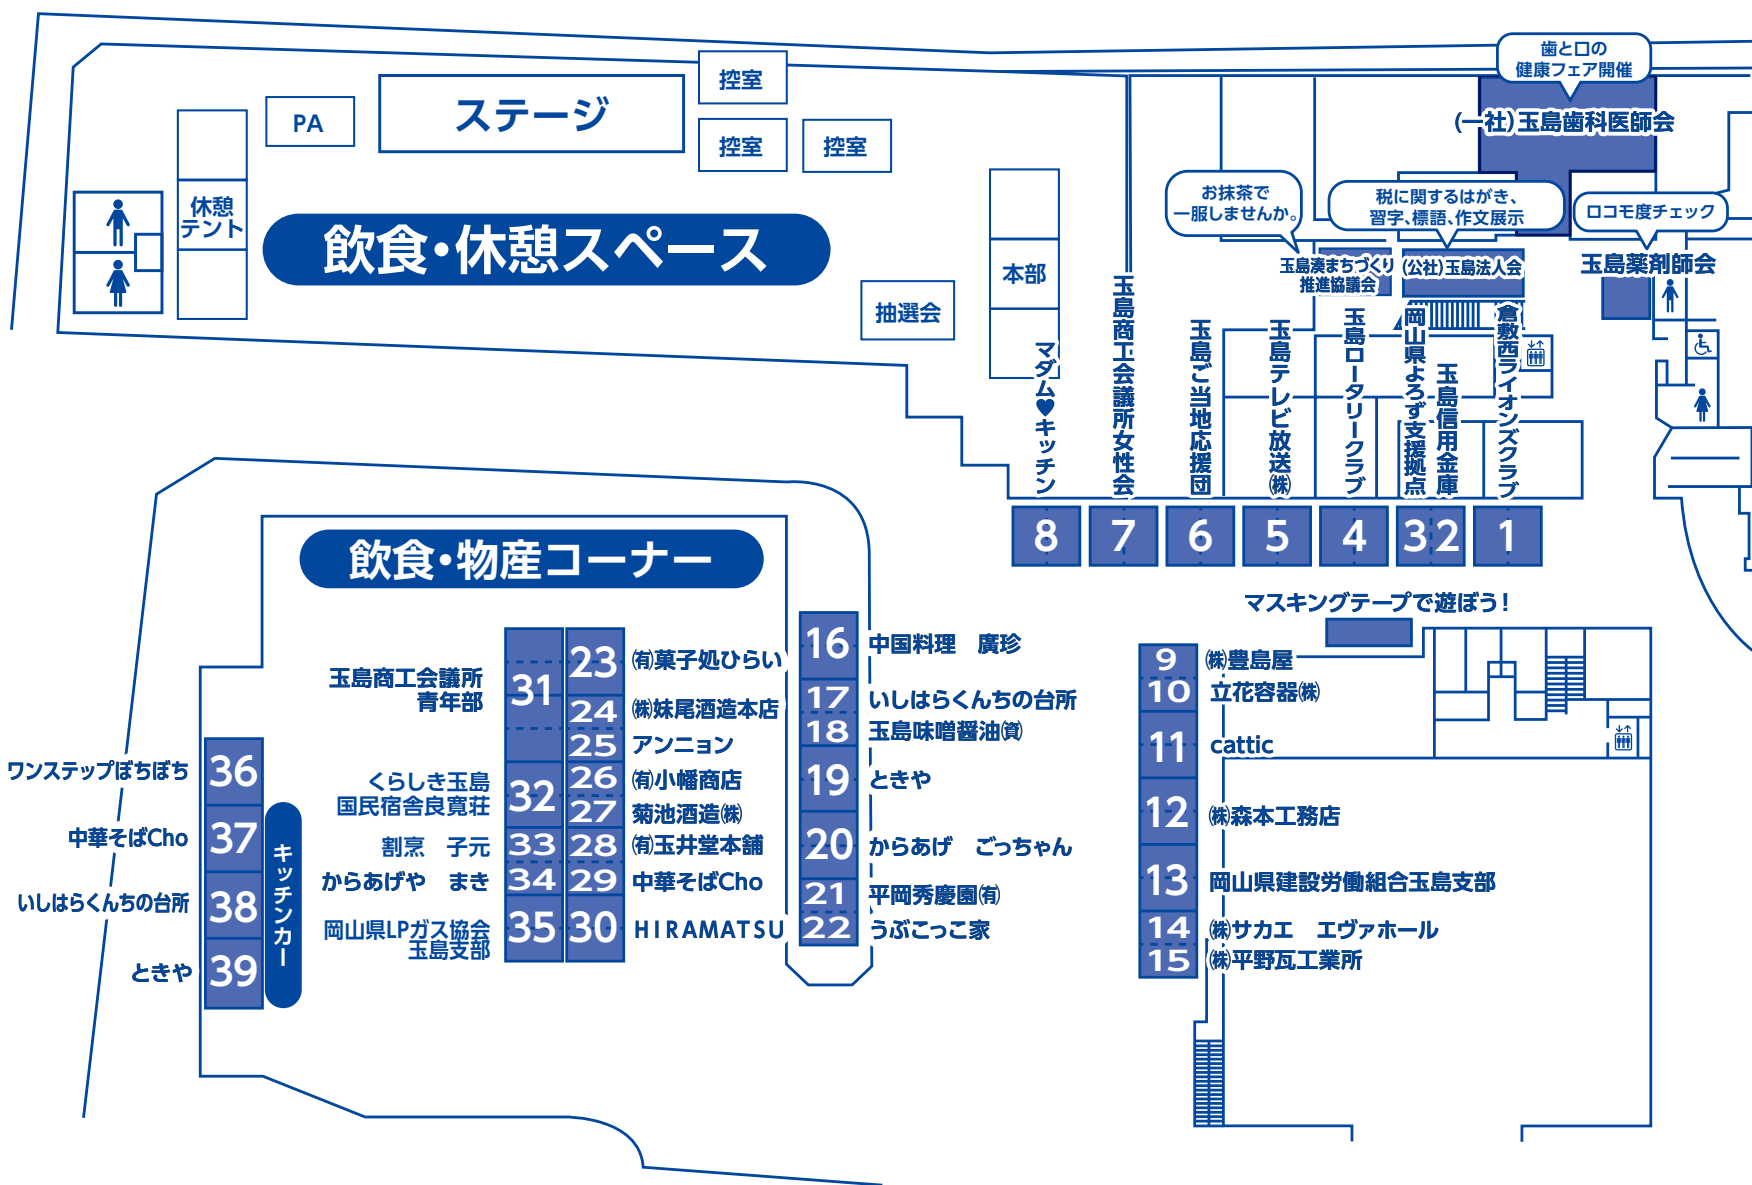 歯と口の
健康フェア開催
(一社)玉島歯科医師会
控室
ステージ
PA
控室
控室
休憩
テント
お抹茶で
一服しませんか。
税に関するはがき、
習字、標語、作文展示
ロコモ度チェック
飲食・休憩スペース
本部
抽選会
玉島湊まちづくり
推進協議会
(公社)玉島法人会
玉島薬剤師会
マダム♥キッチン
玉島商工会議所女性会
玉島ご当地応援団
玉島テレビ放送㈱
玉島ロータリークラブ
岡山県よろず支援拠点
玉島信用金庫
倉敷西ライオンズクラブ
8
7
6
5
4
3
2
1
マスキングテープで遊ぼう!
飲食・物産コーナー
9 ㈱豊島屋
10 立花容器㈱
11 cattic
12 ㈱森本工務店
13 岡山県建設労働組合玉島支部
14 ㈱サカエ エヴァホール
15 ㈱平野瓦工業所
16 中国料理 廣珍
17 いしはらくんちの台所
18 玉島味噌醤油㈾
19 ときや
20 からあげ ごっちゃん
21 平岡秀慶園㈲
22 うぶこっこ家
23 ㈲菓子処ひらい
24 ㈱妹尾酒造本店
25 アンニョン
26 ㈲小幡商店
27 菊池酒造㈱
28 ㈲玉井堂本舗
29 中華そばCho
30 HIRAMATSU
玉島商工会議所
青年部
31
くらしき玉島
国民宿舎良寛荘
32
割烹 子元 33
からあげや まき 34
岡山県LPガス協会
玉島支部
35
ワンステップぽちぽち 36
中華そばCho 37
いしはらくんちの台所 38
ときや 39
キッチンカー